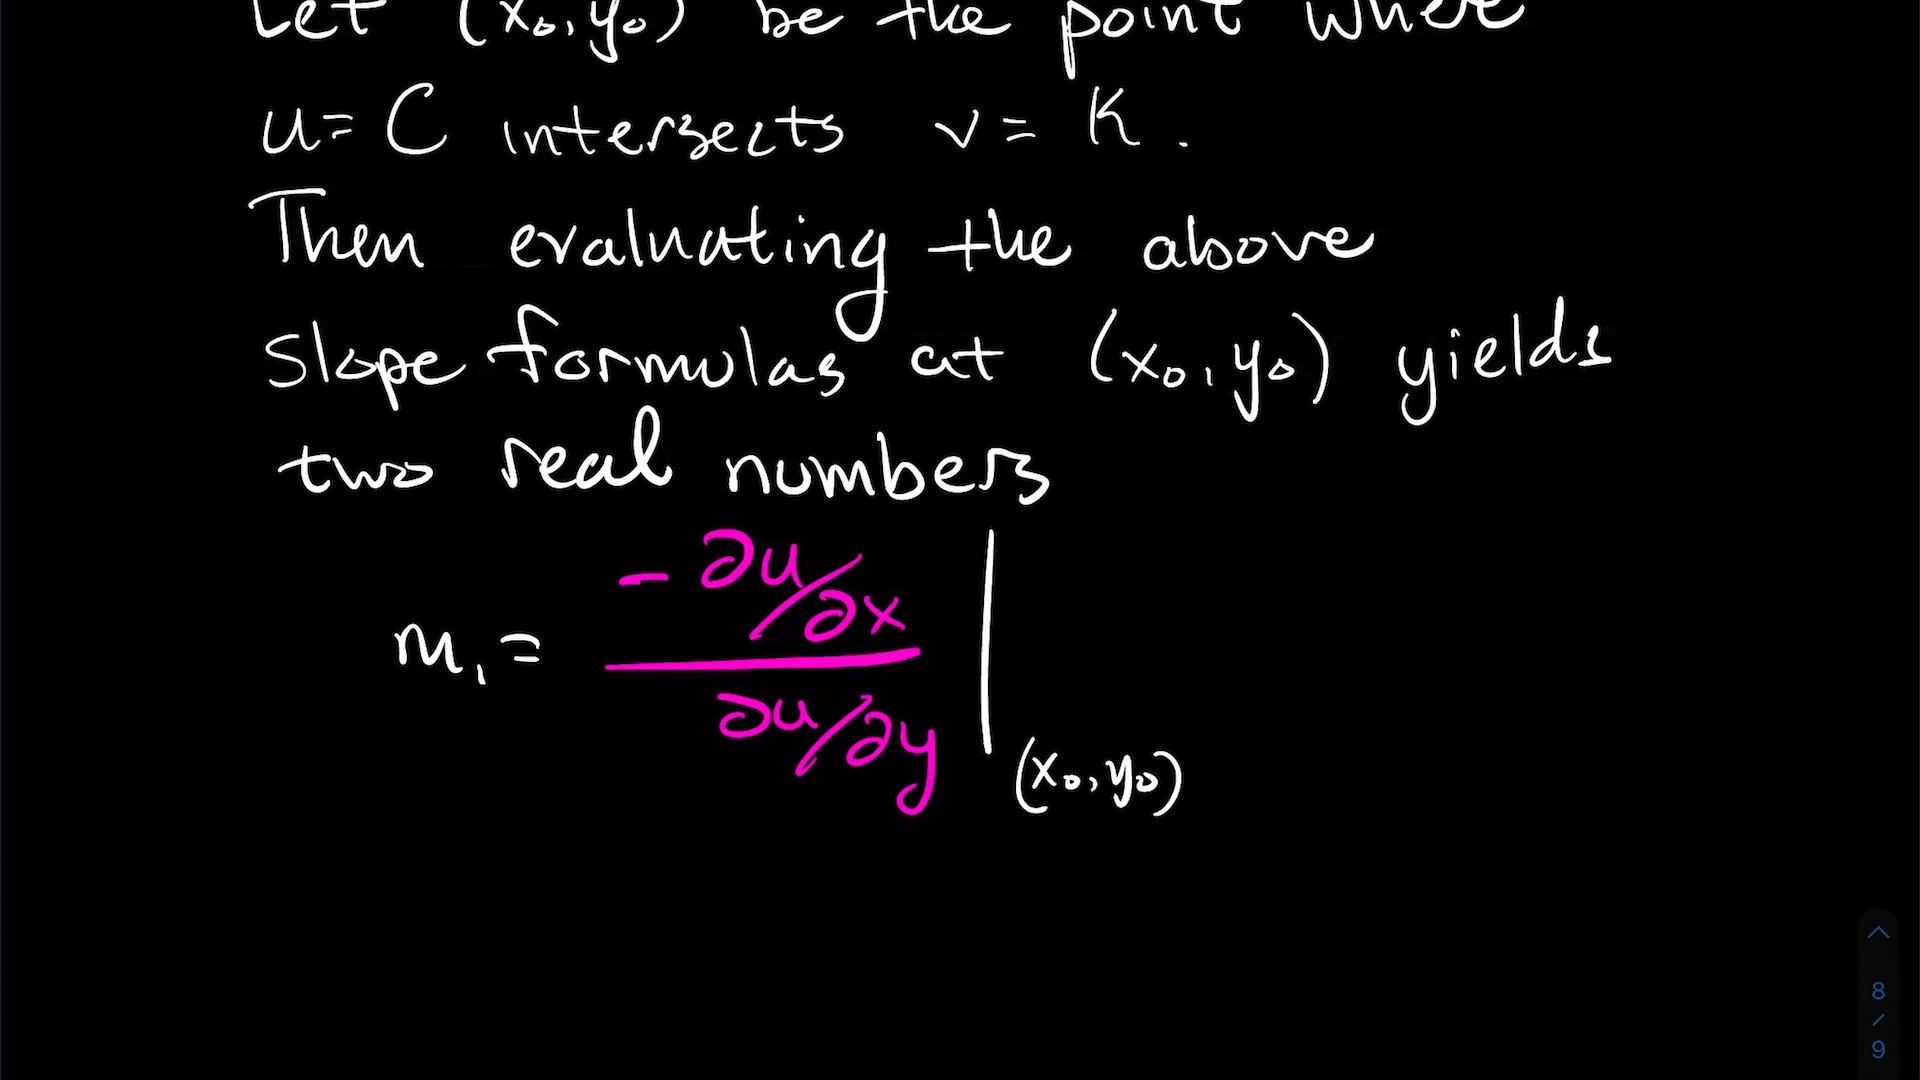 Let (x₀, y₀) be the point where
u = C intersects v = K.
Then evaluating the above
slope formulas at (x₀, y₀) yields
two real numbers
m₁ = (-∂u/∂x)/(∂u/∂y) |(x₀, y₀)
8
/
9